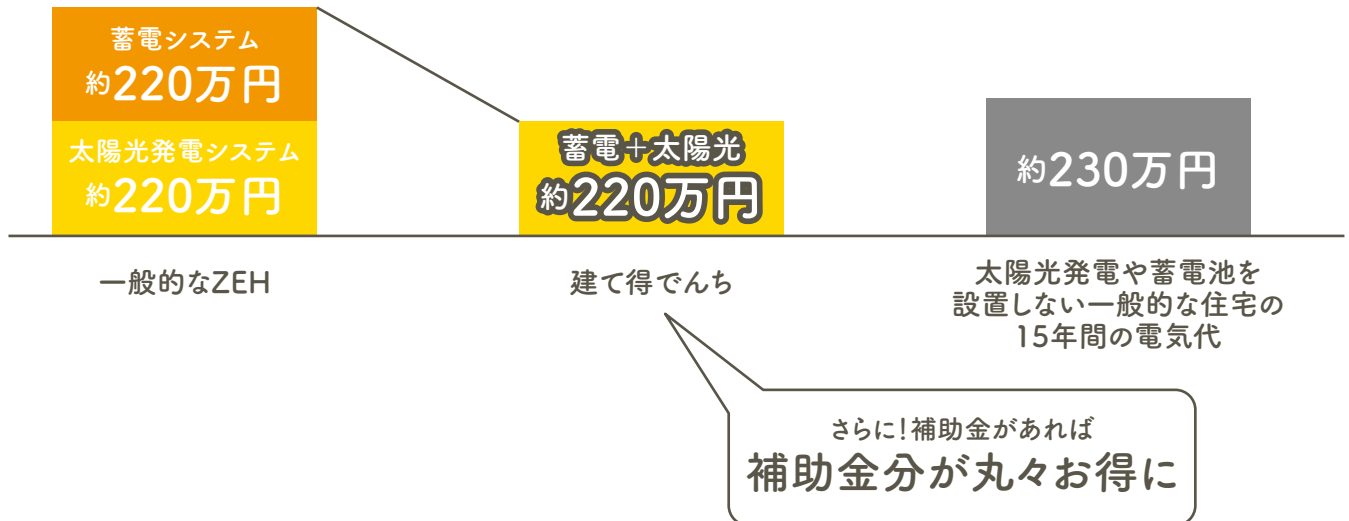 蓄電システム
約220万円
太陽光発電システム
約220万円
一般的なZEH
蓄電＋太陽光
約220万円
建て得でんち
約230万円
太陽光発電や蓄電池を
設置しない一般的な住宅の
15年間の電気代
さらに！補助金があれば
補助金分が丸々お得に